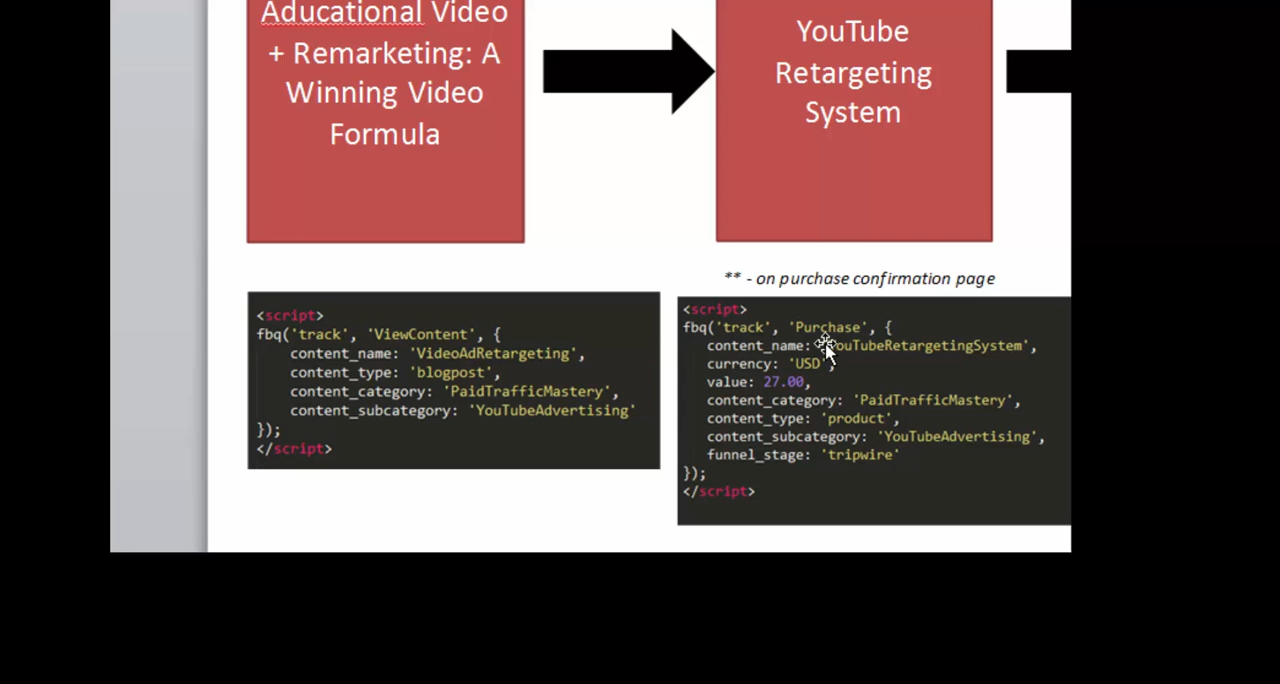 Aducational Video
+ Remarketing: A
Winning Video
Formula
YouTube
Retargeting
System
** - on purchase confirmation page
<script>
fbq('track', 'ViewContent', {
content_name: 'VideoAdRetargeting',
content_type: 'blogpost',
content_category: 'PaidTrafficMastery',
content_subcategory: 'YouTubeAdvertising'
});
</script>
<script>
fbq('track', 'Purchase', {
content_name: 'YouTubeRetargetingSystem',
currency: 'USD',
value: 27.00,
content_category: 'PaidTrafficMastery',
content_type: 'product',
content_subcategory: 'YouTubeAdvertising',
funnel_stage: 'tripwire'
});
</script>